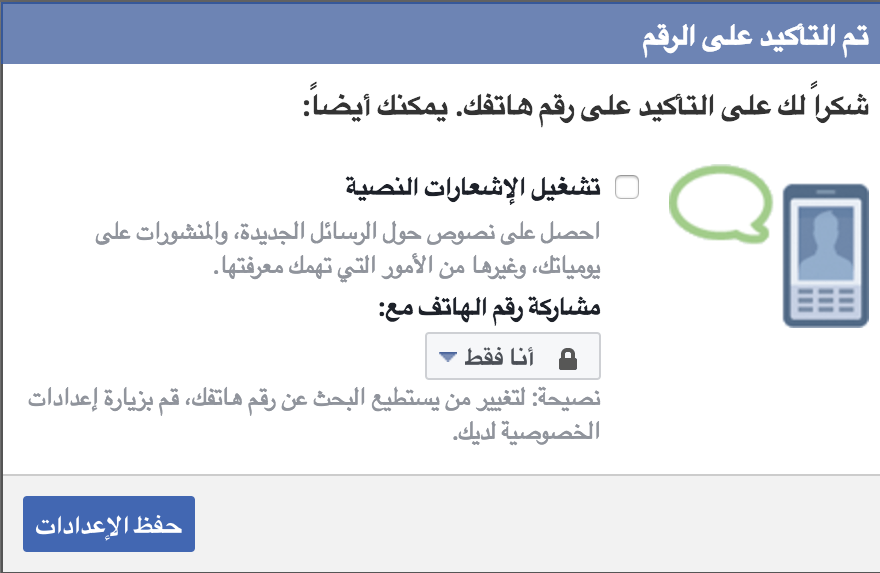 تم التأكيد على الرقم
شكراً لك على التأكيد على رقم هاتفك. يمكنك أيضاً:
تشغيل الإشعارات النصية
احصل على نصوص حول الرسائل الجديدة، والمنشورات على
يومياتك، وغيرها من الأمور التي تهمك معرفتها.
مشاركة رقم الهاتف مع:
أنا فقط
نصيحة: لتغيير من يستطيع البحث عن رقم هاتفك، قم بزيارة إعدادات
الخصوصية لديك.
حفظ الإعدادات